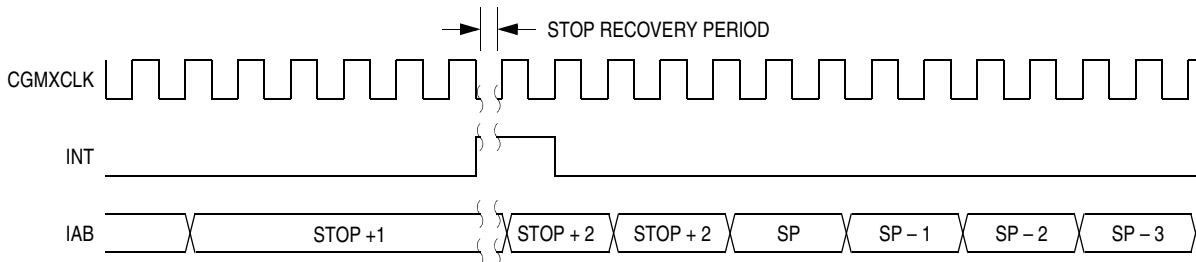 STOP RECOVERY PERIOD
CGMXCLK
INT
IAB
STOP +1
STOP + 2
STOP + 2
SP
SP – 1
SP – 2
SP – 3